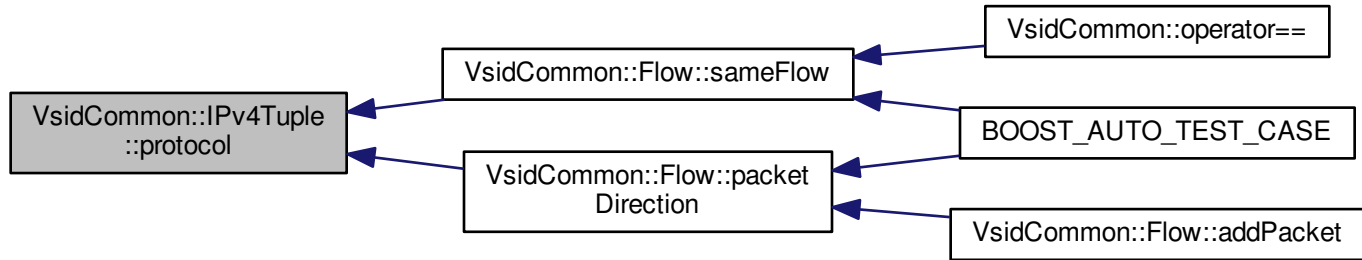 VsidCommon::IPv4Tuple
::protocol
VsidCommon::Flow::sameFlow
VsidCommon::operator==
BOOST_AUTO_TEST_CASE
VsidCommon::Flow::packet
Direction
VsidCommon::Flow::addPacket